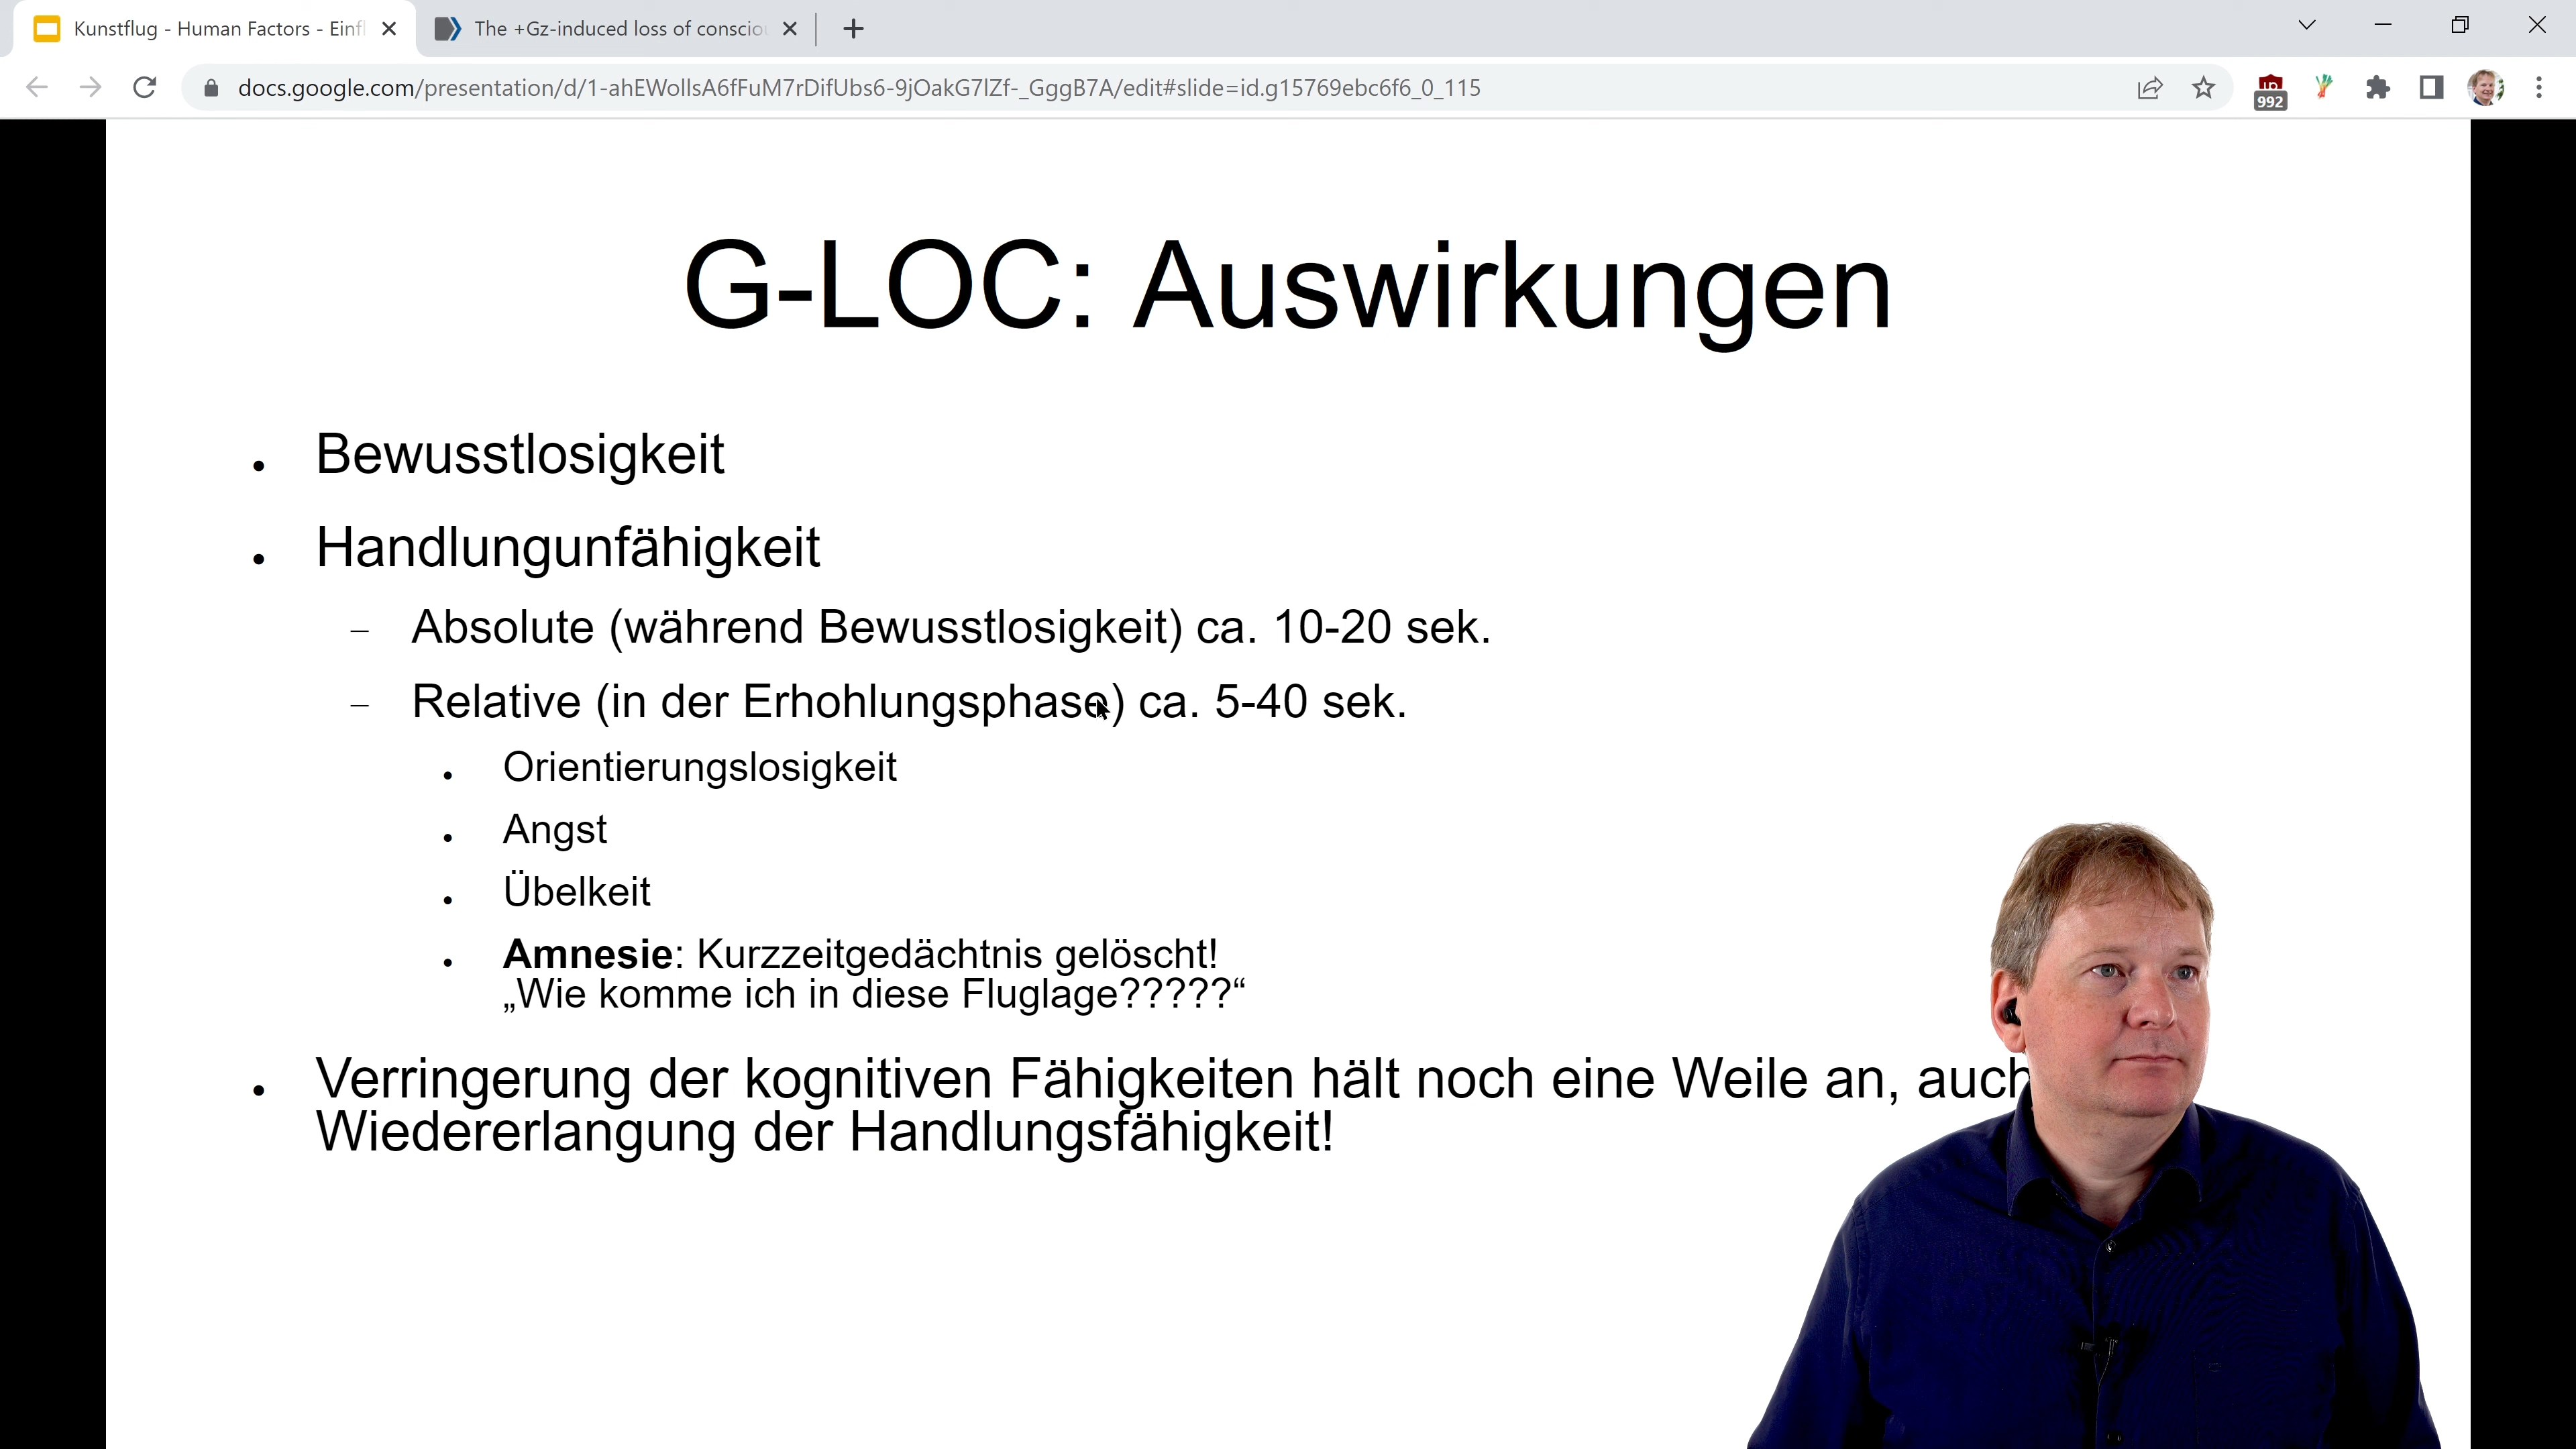 Kunstflug - Human Factors - Einfl
The +Gz-induced loss of consciou
docs.google.com/presentation/d/1-ahEWollsA6fFuM7rDifUbs6-9jOakG7lZf-_GggB7A/edit#slide=id.g15769ebc6f6_0_115
992
G-LOC: Auswirkungen
• Bewusstlosigkeit
• Handlungunfähigkeit
– Absolute (während Bewusstlosigkeit) ca. 10-20 sek.
– Relative (in der Erhohlungsphase) ca. 5-40 sek.
• Orientierungslosigkeit
• Angst
• Übelkeit
• Amnesie: Kurzzeitgedächtnis gelöscht!
„Wie komme ich in diese Fluglage?????“
• Verringerung der kognitiven Fähigkeiten hält noch eine Weile an, auch
Wiedererlangung der Handlungsfähigkeit!